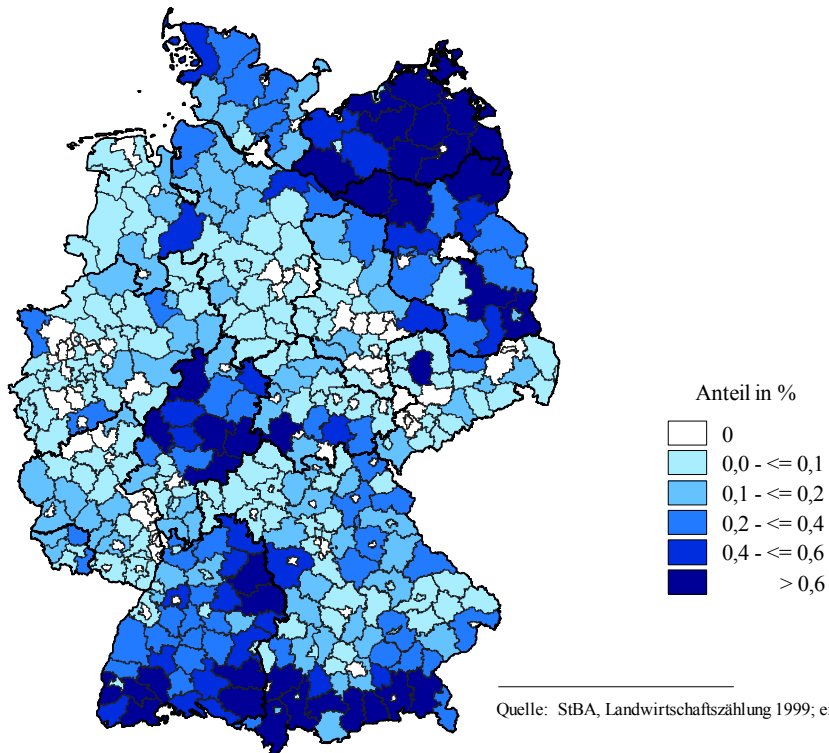 Anteil in %
0
0,0 - <= 0,1
0,1 - <= 0,2
0,2 - <= 0,4
0,4 - <= 0,6
> 0,6
Quelle: StBA, Landwirtschaftszählung 1999;